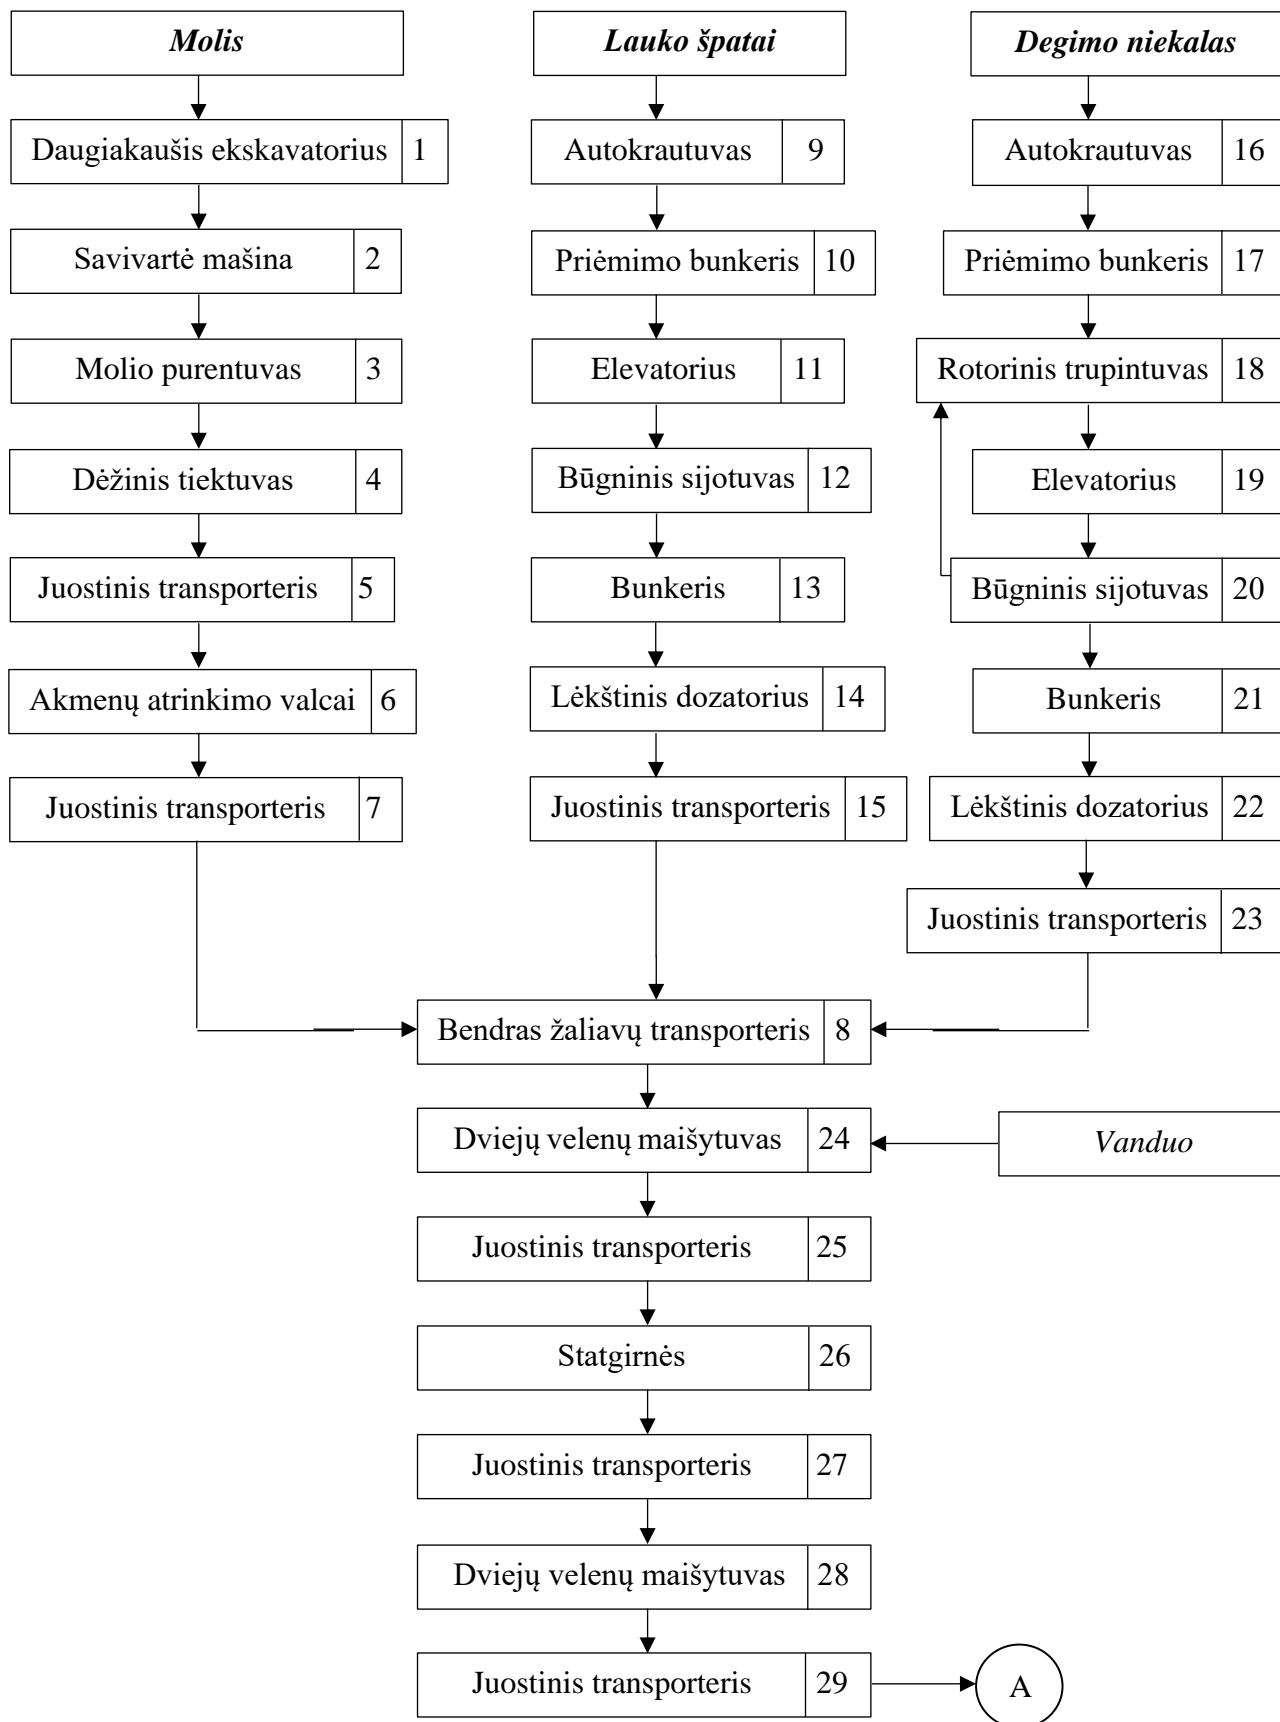 Molis
Lauko špatai
Degimo niekalas
Daugiakaušis ekskavatorius 1
Autokrautuvas 9
Autokrautuvas 16
Savivartė mašina 2
Priėmimo bunkeris 10
Priėmimo bunkeris 17
Molio purentuvas 3
Elevatorius 11
Rotorinis trupintuvas 18
Dėžinis tiektuvas 4
Būgninis sijotuvas 12
Elevatorius 19
Juostinis transporteris 5
Bunkeris 13
Būgninis sijotuvas 20
Akmenų atrinkimo valcai 6
Lėkštinis dozatorius 14
Bunkeris 21
Juostinis transporteris 7
Juostinis transporteris 15
Lėkštinis dozatorius 22
Juostinis transporteris 23
Bendras žaliavų transporteris 8
Dviejų velenų maišytuvas 24
Vanduo
Juostinis transporteris 25
Statgirnės 26
Juostinis transporteris 27
Dviejų velenų maišytuvas 28
Juostinis transporteris 29
A